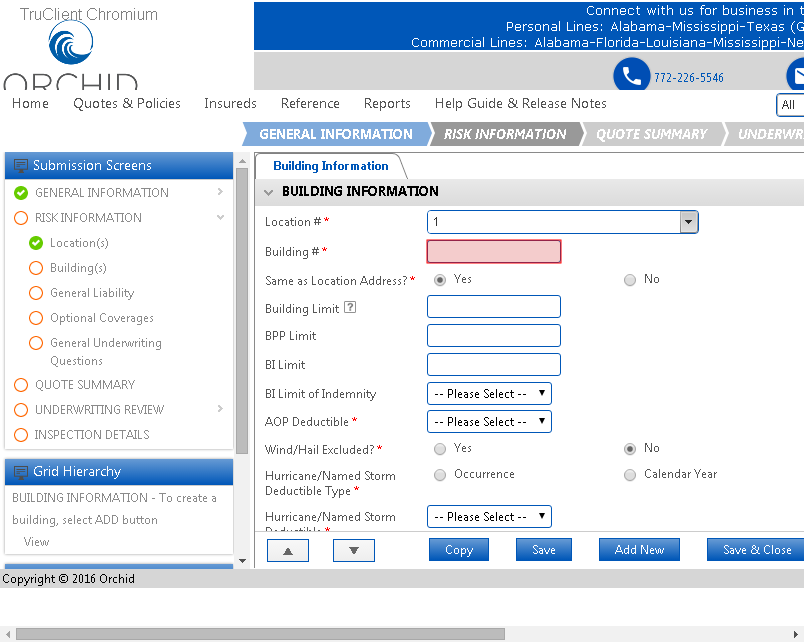 TruClient Chromium
Connect with us for business in t
Personal Lines: Alabama-Mississippi-Texas (G
Commercial Lines: Alabama-Florida-Louisiana-Mississippi-Ne
ORCHID
772-226-5546
Home Quotes & Policies Insureds Reference Reports Help Guide & Release Notes All
GENERAL INFORMATION RISK INFORMATION QUOTE SUMMARY UNDERWR
Submission Screens
GENERAL INFORMATION
RISK INFORMATION
Location(s)
Building(s)
General Liability
Optional Coverages
General Underwriting
Questions
QUOTE SUMMARY
UNDERWRITING REVIEW
INSPECTION DETAILS
Grid Hierarchy
BUILDING INFORMATION - To create a
building, select ADD button
View
Building Information
BUILDING INFORMATION
Location #* 1
Building #*
Same as Location Address?* Yes No
Building Limit ?
BPP Limit
BI Limit
BI Limit of Indemnity -- Please Select --
AOP Deductible * -- Please Select --
Wind/Hail Excluded?* Yes No
Hurricane/Named Storm
Deductible Type * Occurrence Calendar Year
Hurricane/Named Storm
Deductible * -- Please Select --
Copy Save Add New Save & Close
Copyright © 2016 Orchid